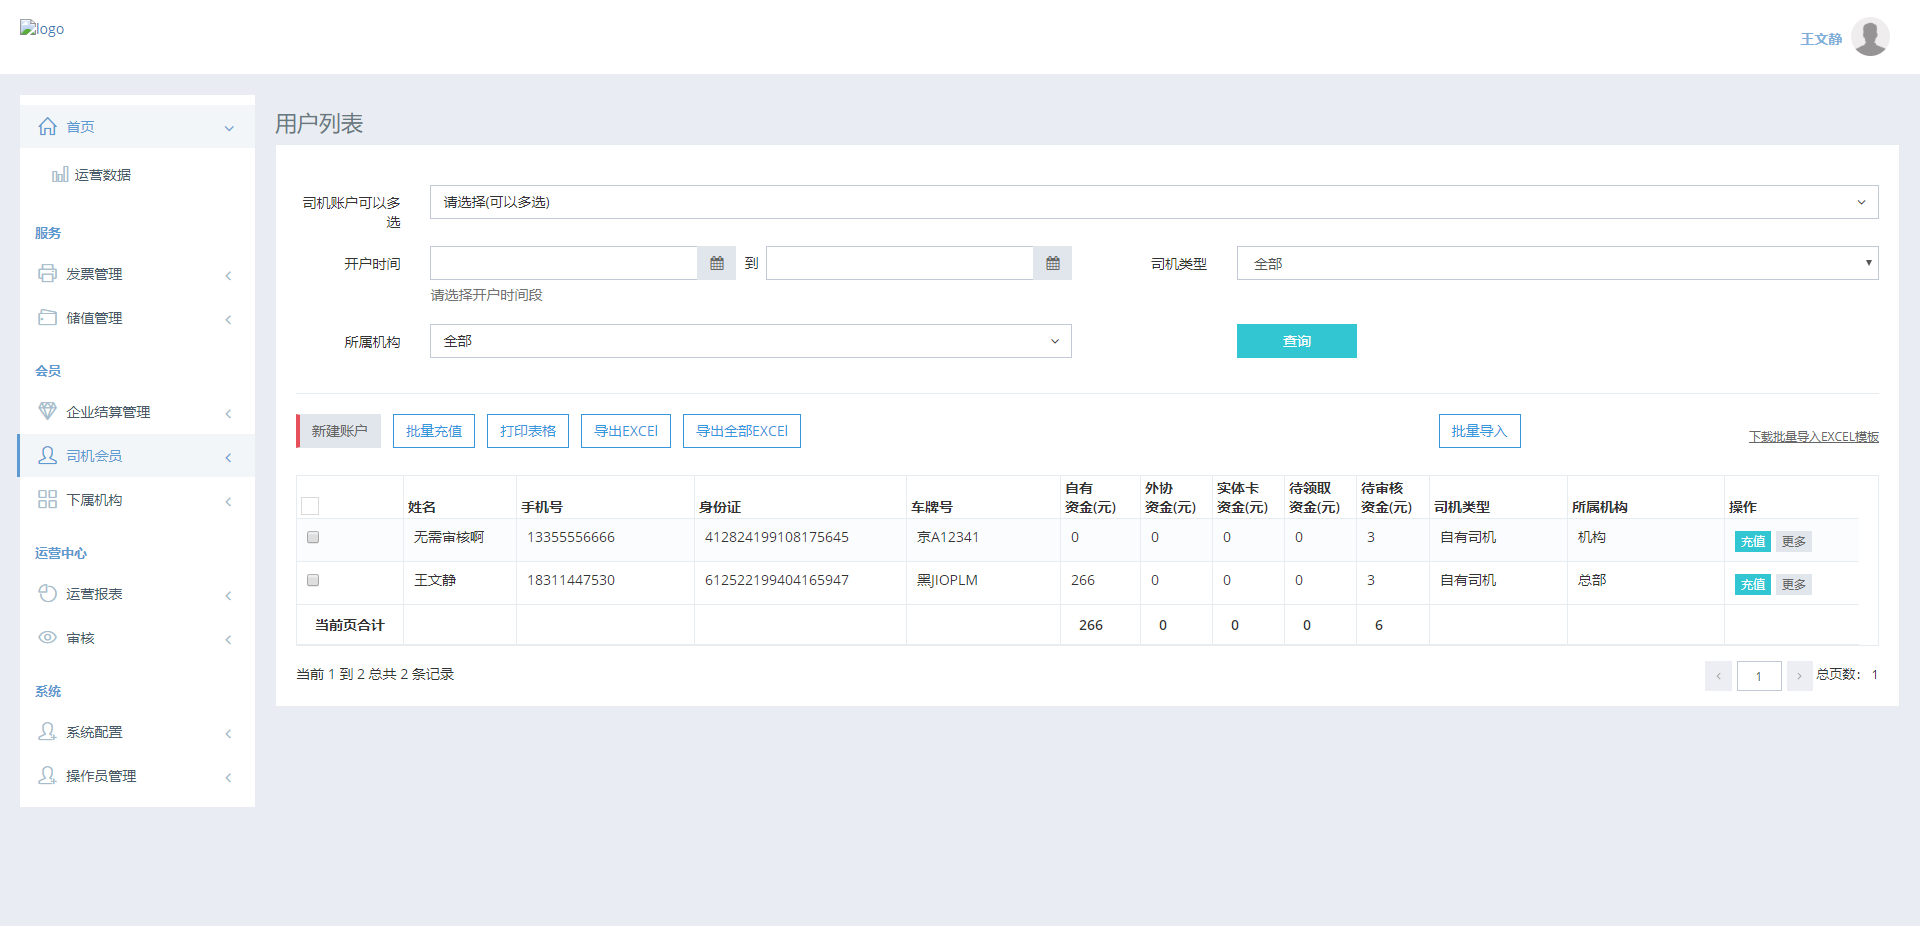 logo
王文静
首页
运营数据
服务
发票管理
储值管理
会员
企业结算管理
司机会员
下属机构
运营中心
运营报表
审核
系统
系统配置
操作员管理
用户列表
司机账户可以多
选
请选择(可以多选)
开户时间
到
司机类型
全部
请选择开户时间段
所属机构
全部
查询
新建账户
批量充值
打印表格
导出EXCEl
导出全部EXCEl
批量导入
下载批量导入EXCEL模板
姓名 手机号 身份证 车牌号 自有资金(元) 外协资金(元) 实体卡资金(元) 待领取资金(元) 待审核资金(元) 司机类型 所属机构 操作
无需审核啊 13355556666 412824199108175645 京A12341 0 0 0 0 3 自有司机 机构 充值 更多
王文静 18311447530 612522199404165947 黑JIOPLM 266 0 0 0 3 自有司机 总部 充值 更多
当前页合计 266 0 0 0 6
当前 1 到 2 总共 2 条记录
1
总页数： 1